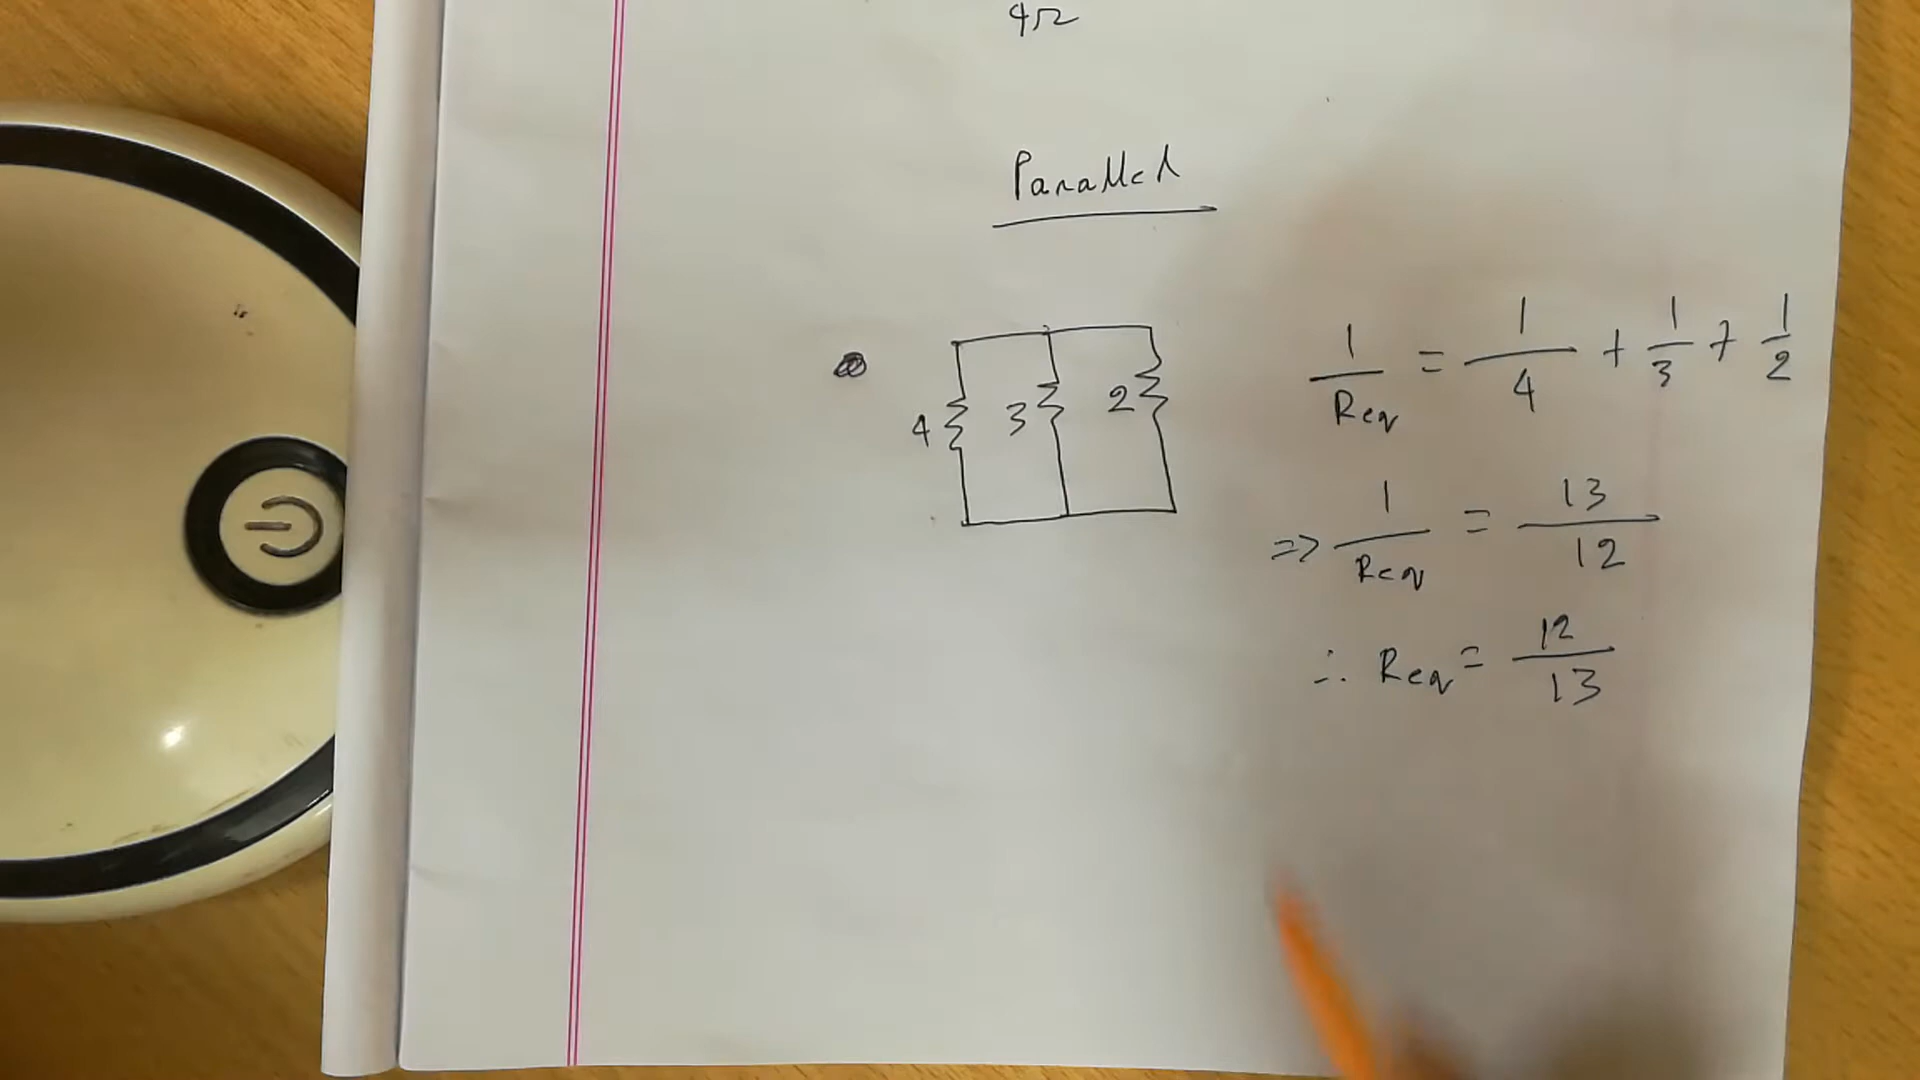 4Ω
Parallel
4 3 2
1/Req = 1/4 + 1/3 + 1/2
=> 1/Req = 13/12
∴ Req = 12/13